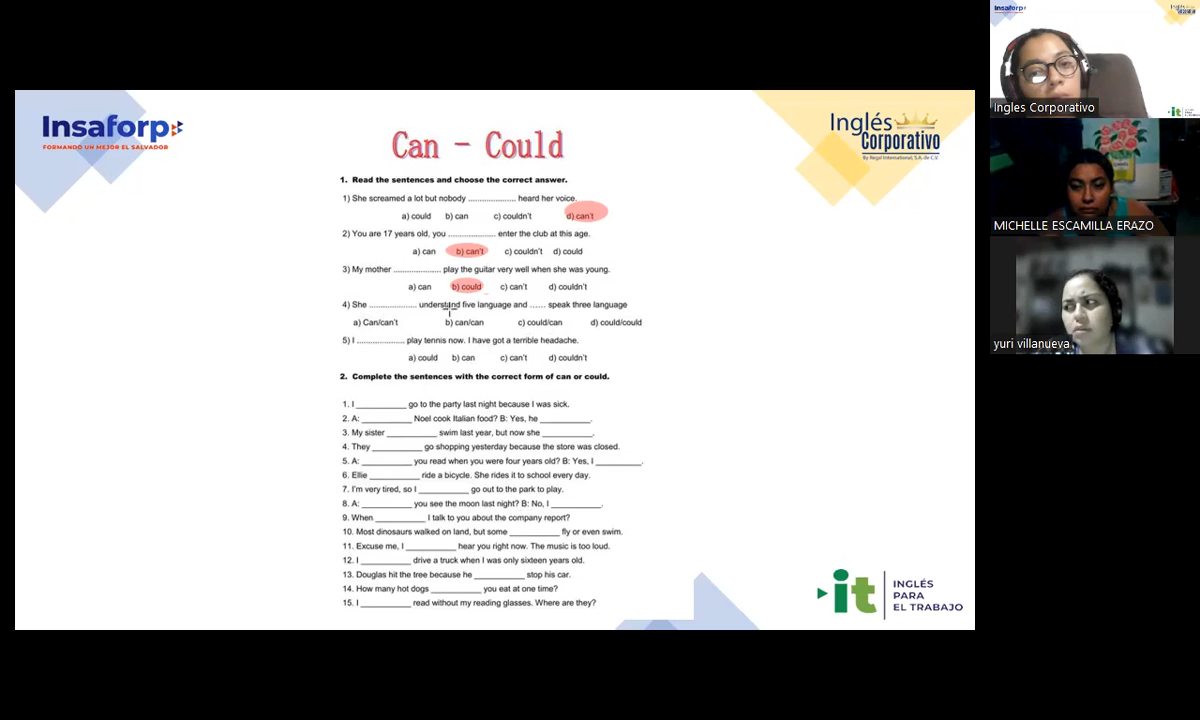 Insaforp
FORMANDO UN MEJOR EL SALVADOR
Can - Could
Inglés
Corporativo
By Regal International, S.A. de C.V.
1. Read the sentences and choose the correct answer.
1) She screamed a lot but nobody ..................... heard her voice.
a) could b) can c) couldn't d) can't
2) You are 17 years old, you ..................... enter the club at this age.
a) can b) can't c) couldn't d) could
3) My mother ..................... play the guitar very well when she was young.
a) can b) could c) can't d) couldn't
4) She ..................... understand five language and ....... speak three language
a) Can/can't b) can/can c) could/can d) could/could
5) I ..................... play tennis now. I have got a terrible headache.
a) could b) can c) can't d) couldn't
2. Complete the sentences with the correct form of can or could.
1. I __________ go to the party last night because I was sick.
2. A: __________ Noel cook Italian food? B: Yes, he __________.
3. My sister __________ swim last year, but now she __________.
4. They __________ go shopping yesterday because the store was closed.
5. A: __________ you read when you were four years old? B: Yes, I _________.
6. Ellie __________ ride a bicycle. She rides it to school every day.
7. I'm very tired, so I __________ go out to the park to play.
8. A: __________ you see the moon last night? B: No, I __________.
9. When __________ I talk to you about the company report?
10. Most dinosaurs walked on land, but some __________ fly or even swim.
11. Excuse me, I __________ hear you right now. The music is too loud.
12. I __________ drive a truck when I was only sixteen years old.
13. Douglas hit the tree because he __________ stop his car.
14. How many hot dogs __________ you eat at one time?
15. I __________ read without my reading glasses. Where are they?
it
INGLÉS
PARA
EL TRABAJO
Insaforp
Ingles Corporativo
it
MICHELLE ESCAMILLA ERAZO
yuri villanueva